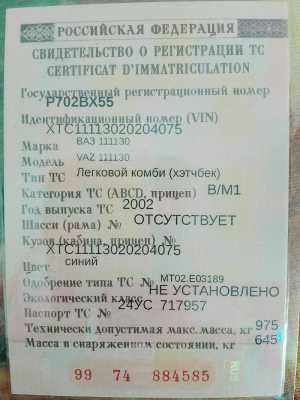 РОССИЙСКАЯ ФЕДЕРАЦИЯ
СВИДЕТЕЛЬСТВО О РЕГИСТРАЦИИ ТС
CERTIFICAT D'IMMATRICULATION
Государственный регистрационный номер
Р702ВХ55
Идентификационный номер (VIN)
XTC11113020204075
Марка ВАЗ 111130
Модель VAZ 111130
Тип ТС Легковой комби (хэтчбек)
Категория ТС (ABCD, прицеп) B/M1
Год выпуска ТС 2002
Шасси (рама) № ОТСУТСТВУЕТ
Кузов (кабина, прицеп) №
XTC11113020204075
Цвет синий
Одобрение типа ТС № МТ02.Е03189
Экологический класс НЕ УСТАНОВЛЕНО
Паспорт ТС № 24УС 717957
Технически допустимая макс. масса, кг 975
Масса в снаряженном состоянии, кг 645
99 74 884585